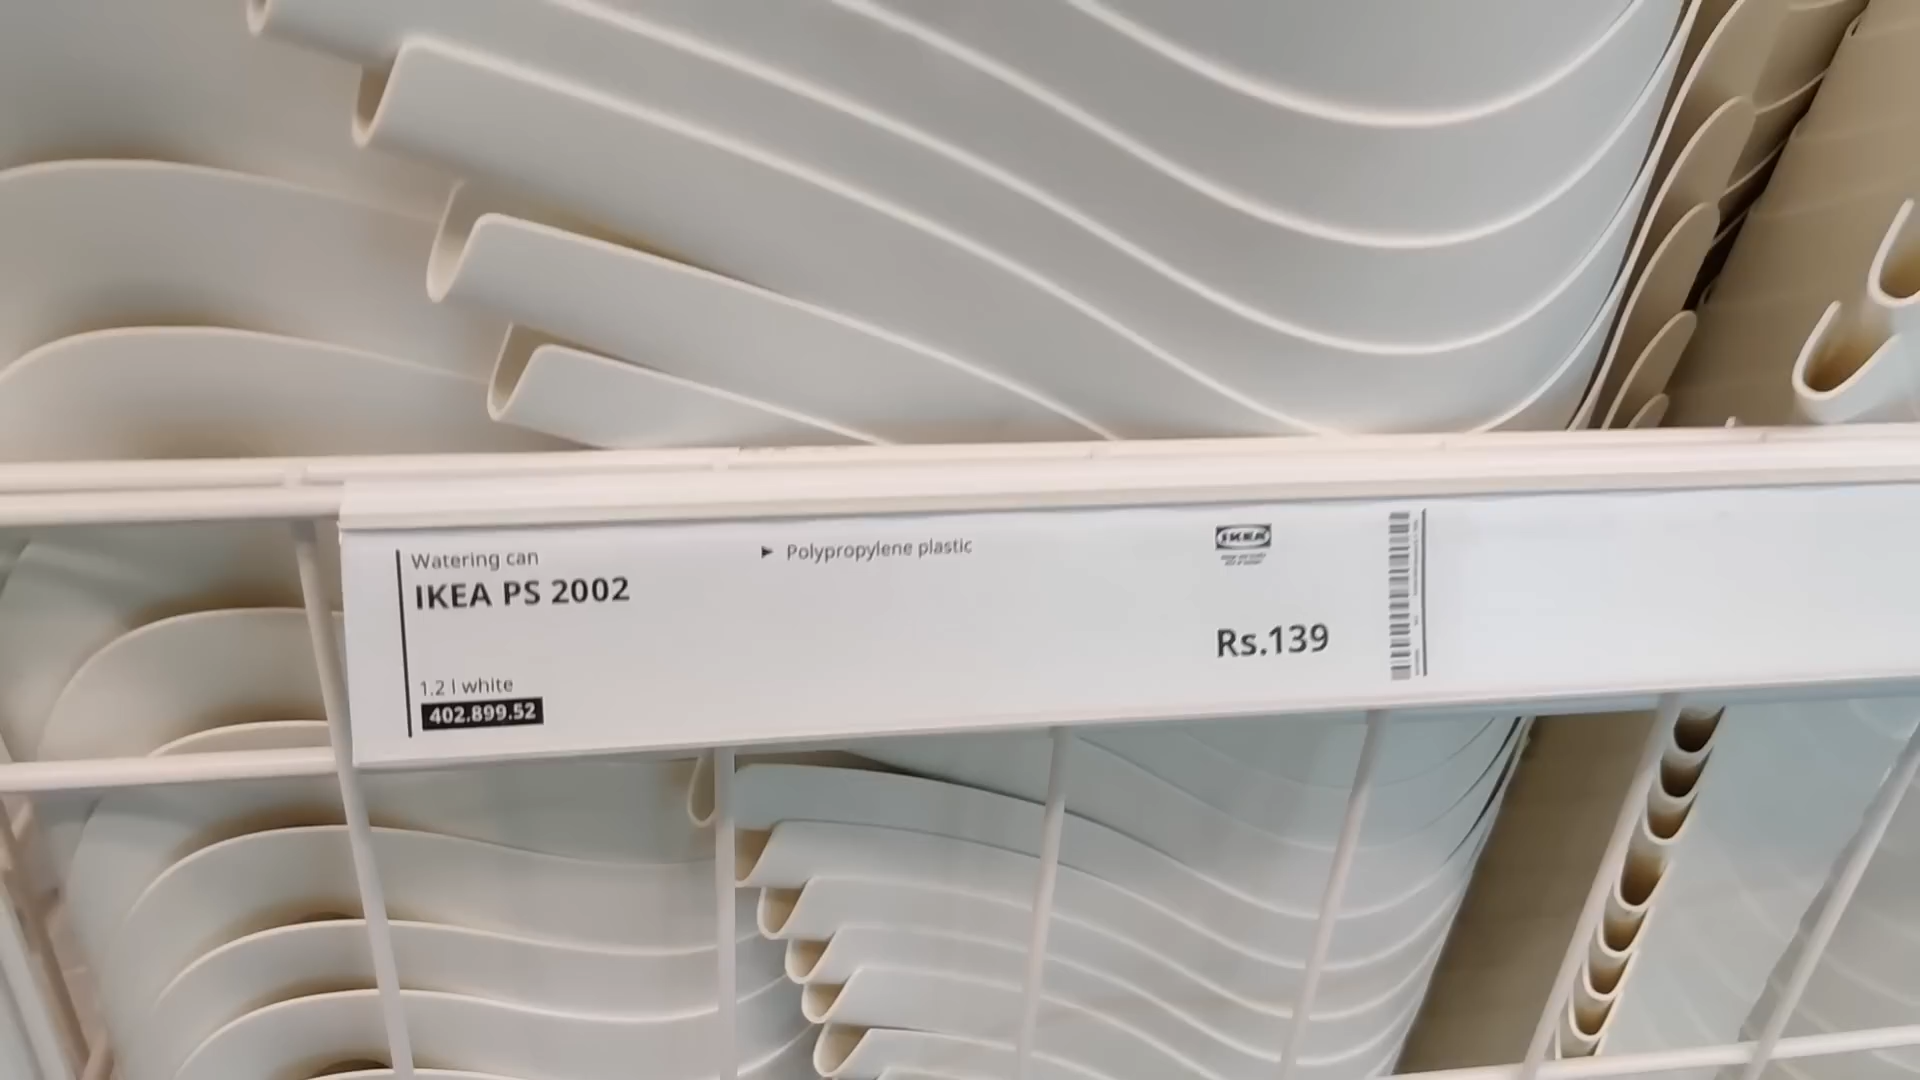 Watering can
IKEA PS 2002
1.2 l white
402.899.52
► Polypropylene plastic
IKEA
Rs.139